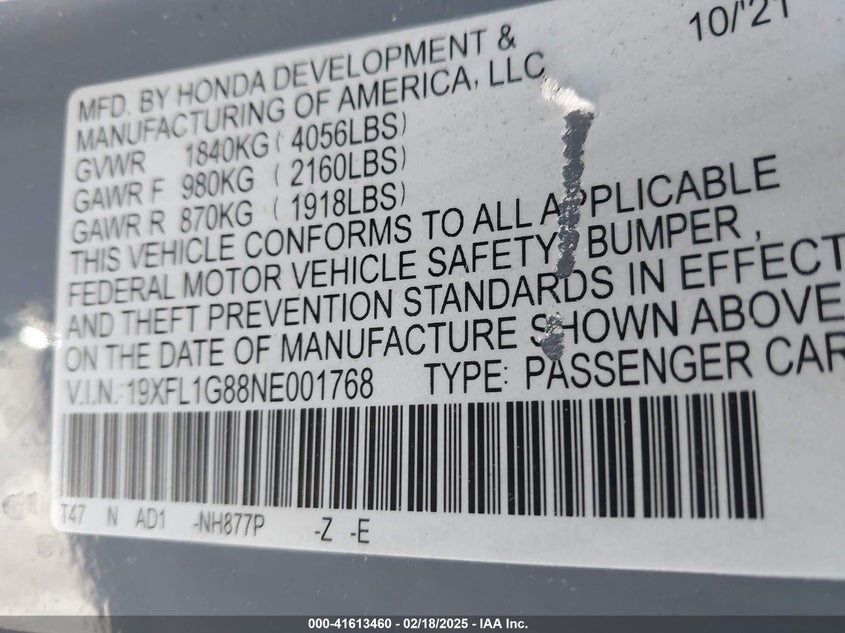 10/'21
MFD. BY HONDA DEVELOPMENT &
MANUFACTURING OF AMERICA, LLC
GVWR 1840KG ( 4056LBS)
GAWR F 980KG ( 2160LBS)
GAWR R 870KG ( 1918LBS)
THIS VEHICLE CONFORMS TO ALL APPLICABLE
FEDERAL MOTOR VEHICLE SAFETY, BUMPER ,
AND THEFT PREVENTION STANDARDS IN EFFECT
ON THE DATE OF MANUFACTURE SHOWN ABOVE
V.I.N.: 19XFL1G88NE001768 TYPE: PASSENGER CAR
T47 N AD1 -NH877P -Z -E
000-41613460 - 02/18/2025 - IAA Inc.